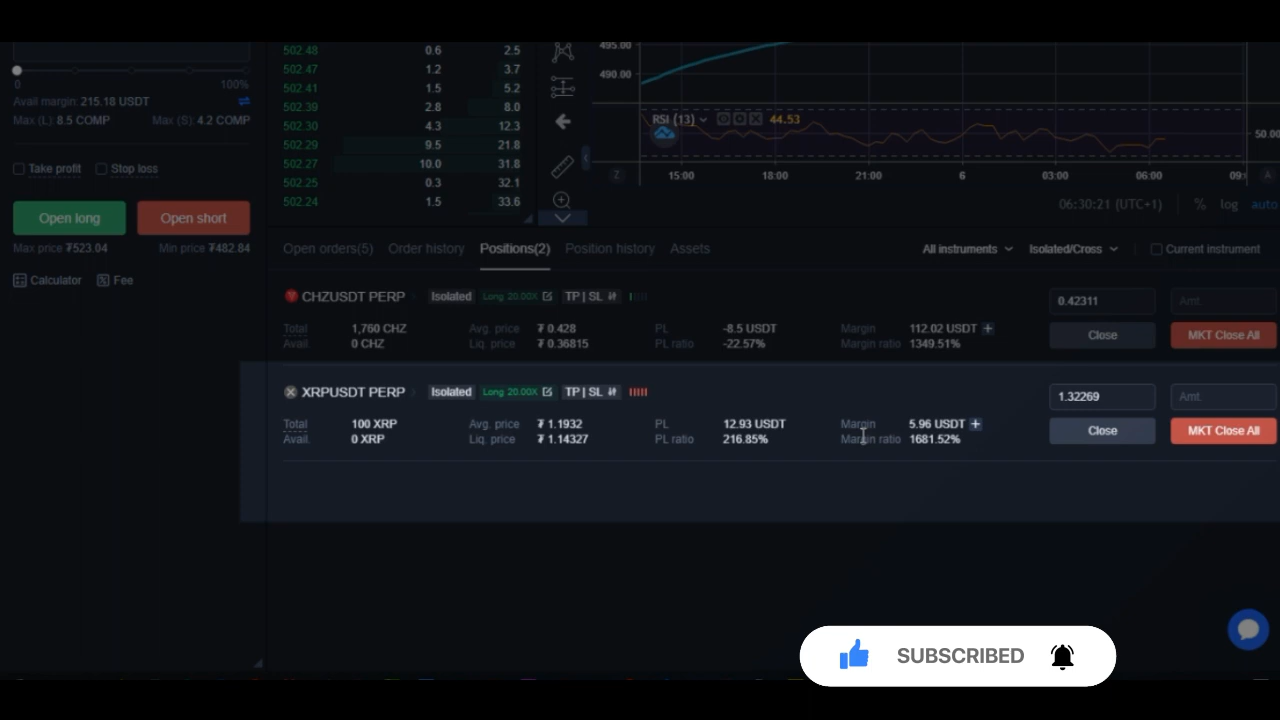 502.48 0.6 2.5
502.47 1.2 3.7
502.41 1.5 5.2
502.39 2.8 8.0
502.30 4.3 12.3
502.29 9.5 21.8
502.27 10.0 31.8
502.25 0.3 32.1
502.24 1.5 33.6
495.00
490.00
0 100%
Avail margin: 215.18 USDT
Max (L): 8.5 COMP Max (S): 4.2 COMP
Take profit Stop loss
Open long Open short
Max price ₮523.04 Min price ₮482.84
Calculator Fee
RSI (13) 44.53
50.00
Z 15:00 18:00 21:00 6 03:00 06:00 09: A
06:30:21 (UTC+1) % log auto
Open orders(5) Order history Positions(2) Position history Assets All instruments Isolated/Cross Current instrument
CHZUSDT PERP Isolated Long 20.00X TP | SL 0.42311 Amt.
Total 1,760 CHZ Avg. price ₮ 0.428 PL -8.5 USDT Margin 112.02 USDT + Close MKT Close All
Avail. 0 CHZ Liq. price ₮ 0.36815 PL ratio -22.57% Margin ratio 1349.51%
XRPUSDT PERP Isolated Long 20.00X TP | SL 1.32269 Amt.
Total 100 XRP Avg. price ₮ 1.1932 PL 12.93 USDT Margin 5.96 USDT + Close MKT Close All
Avail. 0 XRP Liq. price ₮ 1.14327 PL ratio 216.85% Margin ratio 1681.52%
SUBSCRIBED